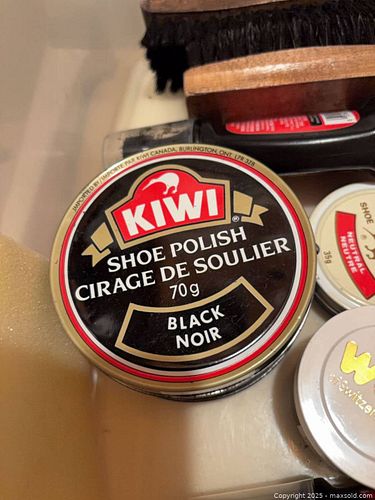 IMPORTED BY/IMPORTÉ PAR KIWI CANADA, BURLINGTON, ONT. L7R 3Z8
KIWI
®
SHOE POLISH
CIRAGE DE SOULIER
70g
BLACK
NOIR
SHOE
NEUTRAL
NEUTRE
35g
W
Copyright 2025 - maxsold.com